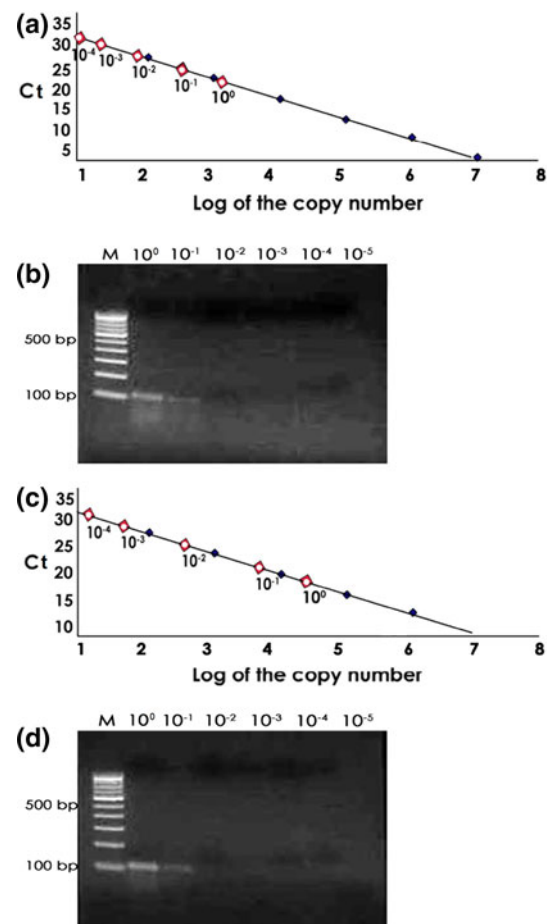 (a)
35
30
25
20
15
10
5
Ct
10⁻⁴
10⁻³
10⁻²
10⁻¹
10⁰
1 2 3 4 5 6 7 8
Log of the copy number
(b)
M 10⁰ 10⁻¹ 10⁻² 10⁻³ 10⁻⁴ 10⁻⁵
500 bp
100 bp
(c)
35
30
25
20
15
10
Ct
10⁻⁴
10⁻³
10⁻²
10⁻¹
10⁰
1 2 3 4 5 6 7 8
Log of the copy number
(d)
M 10⁰ 10⁻¹ 10⁻² 10⁻³ 10⁻⁴ 10⁻⁵
500 bp
100 bp